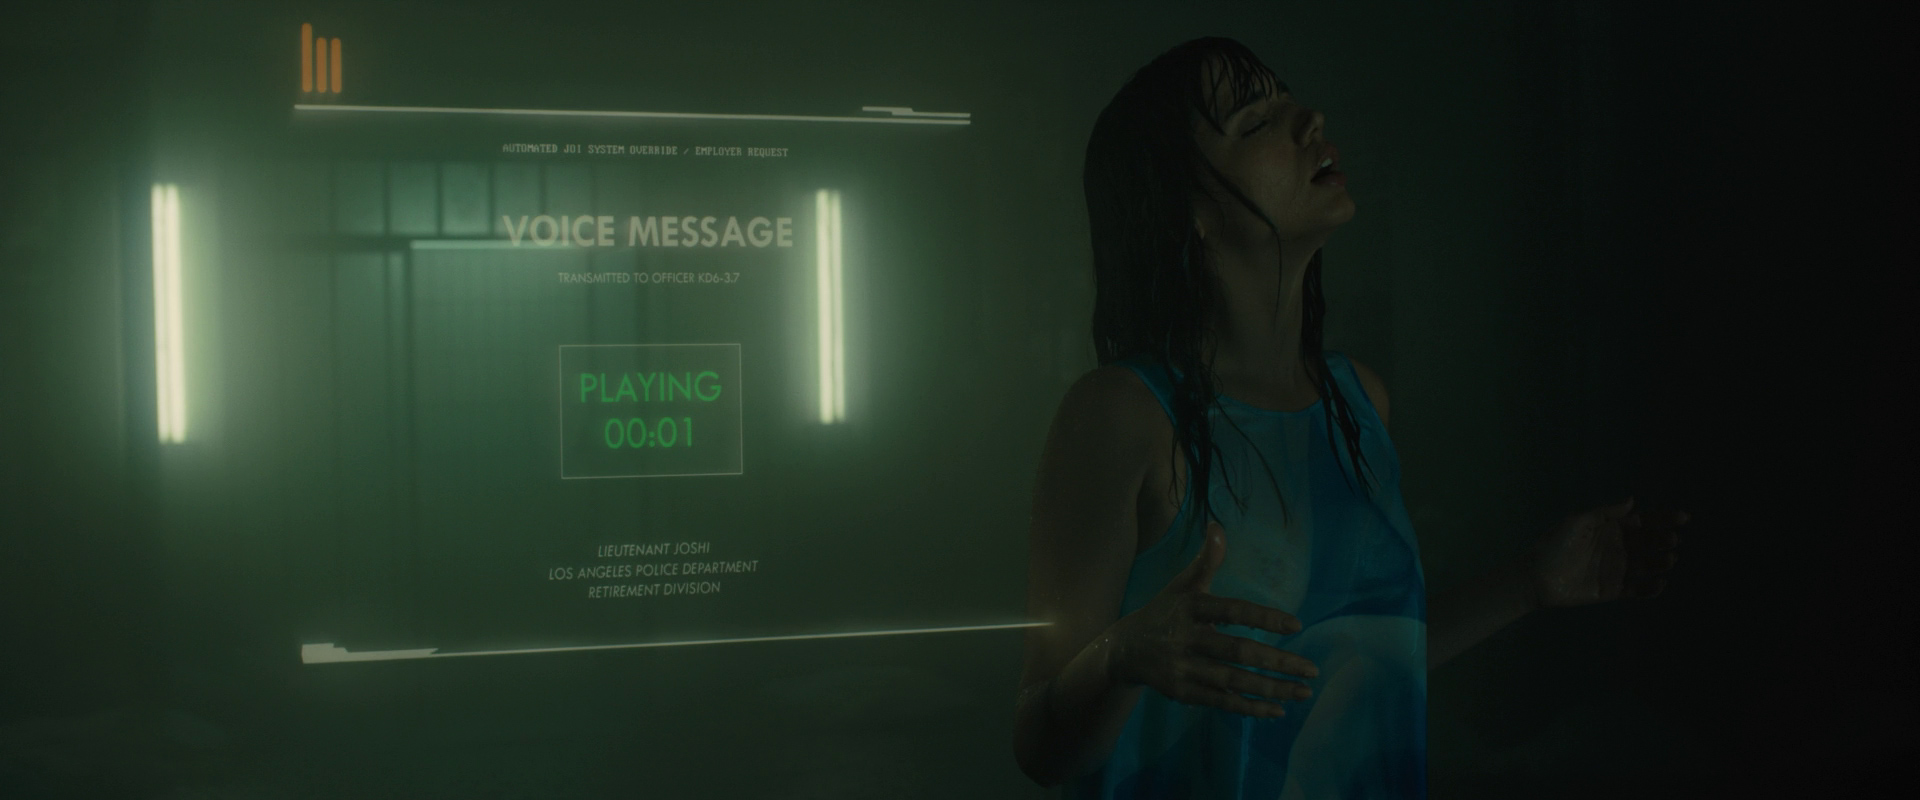 AUTOMATED JOI SYSTEM OVERRIDE / EMPLOYER REQUEST
VOICE MESSAGE
TRANSMITTED TO OFFICER KD6-3.7
PLAYING
00:01
LIEUTENANT JOSHI
LOS ANGELES POLICE DEPARTMENT
RETIREMENT DIVISION